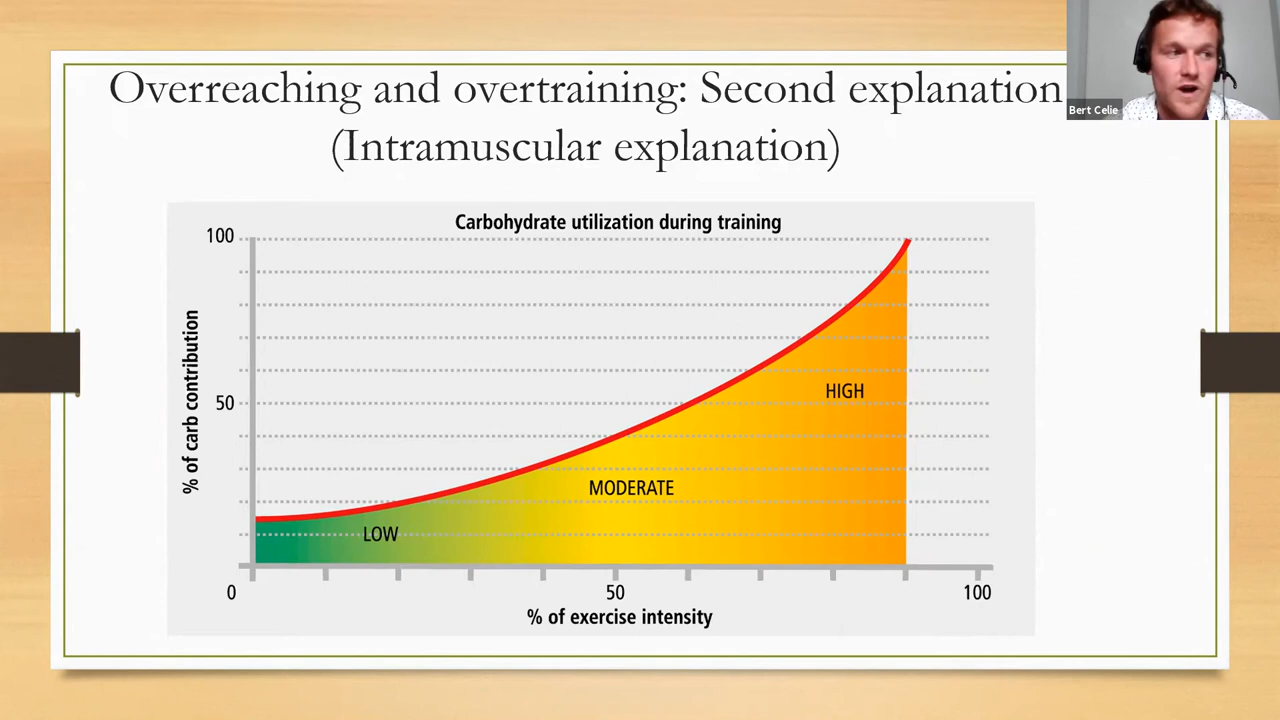 Overreaching and overtraining: Second explanation
(Intramuscular explanation)
Bert Celie
Carbohydrate utilization during training
100
% of carb contribution
50
HIGH
MODERATE
LOW
0
50
100
% of exercise intensity